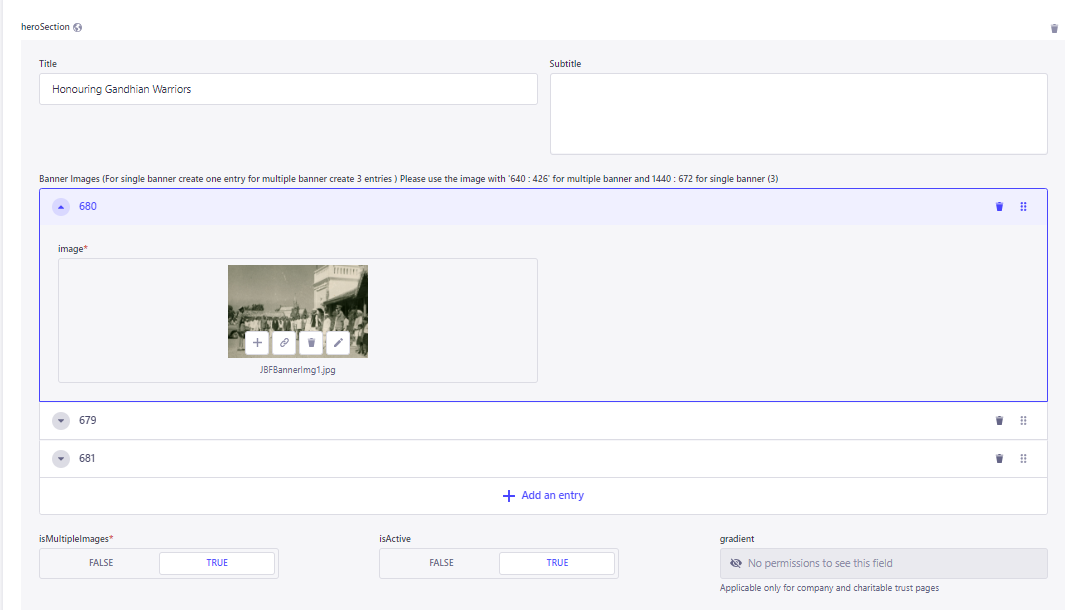 heroSection
Title
Subtitle
Honouring Gandhian Warriors
Banner Images (For single banner create one entry for multiple banner create 3 entries ) Please use the image with '640 : 426' for multiple banner and 1440 : 672 for single banner (3)
680
image*
JBFBannerImg1.jpg
679
681
Add an entry
isMultipleImages*
isActive
gradient
FALSE TRUE
FALSE TRUE
No permissions to see this field
Applicable only for company and charitable trust pages